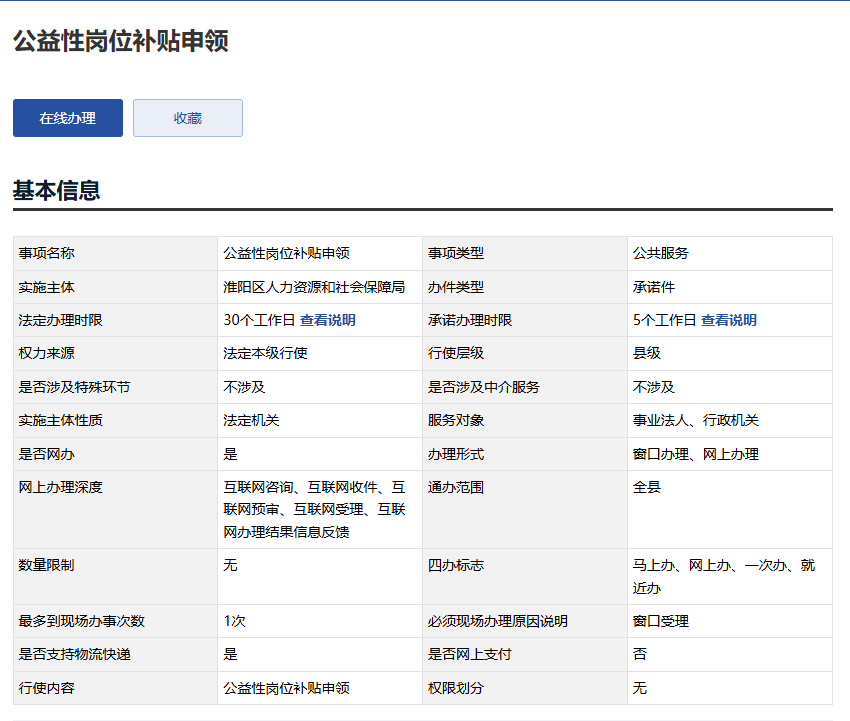 公益性岗位补贴申领
在线办理 收藏
基本信息
事项名称 公益性岗位补贴申领 事项类型 公共服务
实施主体 淮阳区人力资源和社会保障局 办件类型 承诺件
法定办理时限 30个工作日 查看说明 承诺办理时限 5个工作日 查看说明
权力来源 法定本级行使 行使层级 县级
是否涉及特殊环节 不涉及 是否涉及中介服务 不涉及
实施主体性质 法定机关 服务对象 事业法人、行政机关
是否网办 是 办理形式 窗口办理、网上办理
网上办理深度 互联网咨询、互联网收件、互 通办范围 全县
联网预审、互联网受理、互联
网办理结果信息反馈
数量限制 无 四办标志 马上办、网上办、一次办、就
近办
最多到现场办事次数 1次 必须现场办理原因说明 窗口受理
是否支持物流快递 是 是否网上支付 否
行使内容 公益性岗位补贴申领 权限划分 无